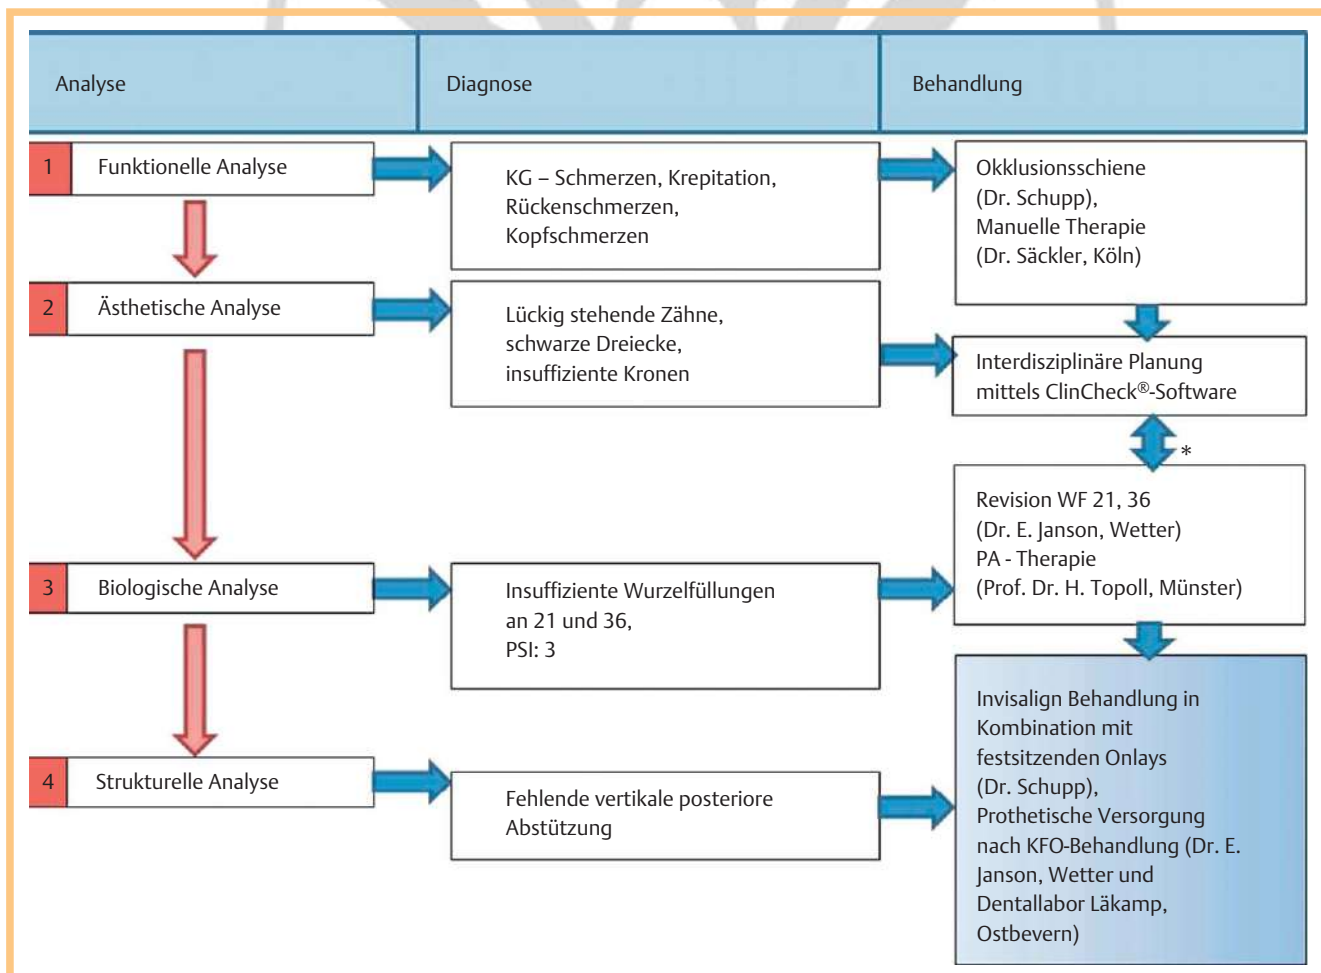 Analyse
Diagnose
Behandlung
1
Funktionelle Analyse
KG – Schmerzen, Krepitation,
Rückenschmerzen,
Kopfschmerzen
Okklusionsschiene
(Dr. Schupp),
Manuelle Therapie
(Dr. Säckler, Köln)
2
Ästhetische Analyse
Lückig stehende Zähne,
schwarze Dreiecke,
insuffiziente Kronen
Interdisziplinäre Planung
mittels ClinCheck®-Software
*
3
Biologische Analyse
Insuffiziente Wurzelfüllungen
an 21 und 36,
PSI: 3
Revision WF 21, 36
(Dr. E. Janson, Wetter)
PA - Therapie
(Prof. Dr. H. Topoll, Münster)
4
Strukturelle Analyse
Fehlende vertikale posteriore
Abstützung
Invisalign Behandlung in
Kombination mit
festsitzenden Onlays
(Dr. Schupp),
Prothetische Versorgung
nach KFO-Behandlung (Dr. E.
Janson, Wetter und
Dentallabor Läkamp,
Ostbevern)